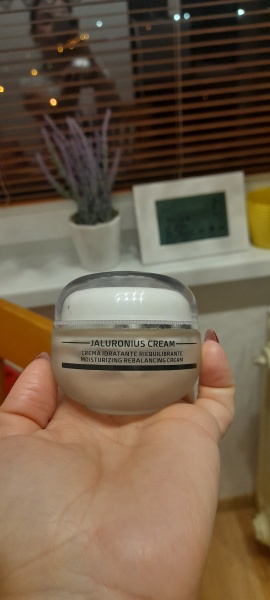 JALURONIUS CREAM
CREMA IDRATANTE RIEQUILIBRANTE
MOISTURIZING REBALANCING CREAM